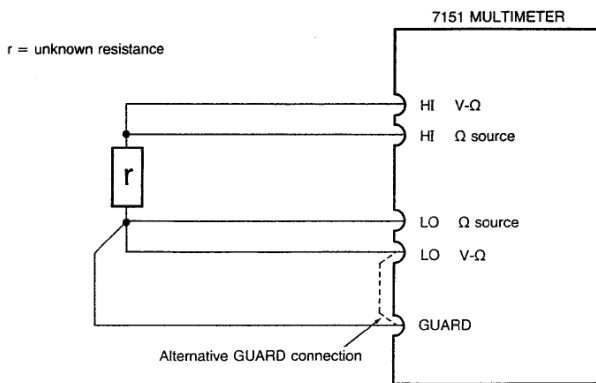 7151 MULTIMETER
r = unknown resistance
HI V-Ω
HI Ω source
r
LO Ω source
LO V-Ω
GUARD
Alternative GUARD connection